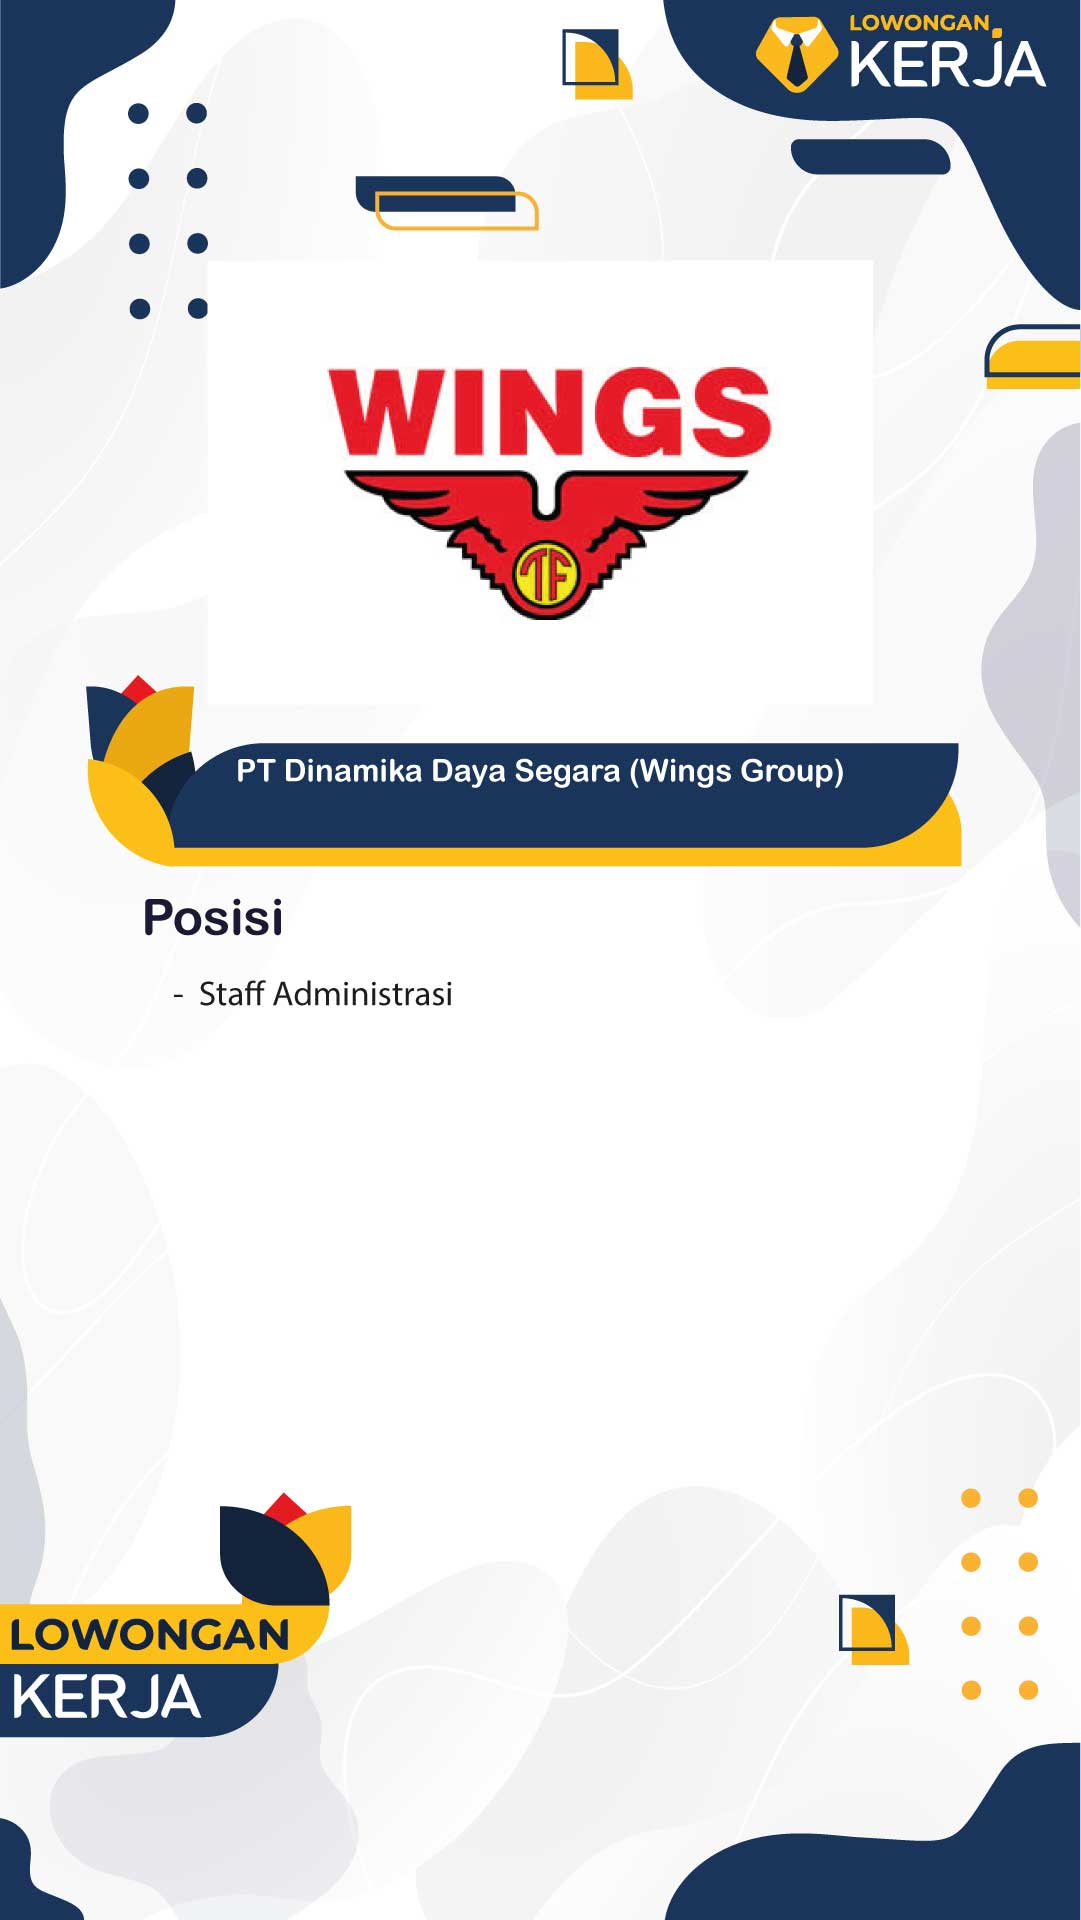 LOWONGAN
KERJA
WINGS
TF
PT Dinamika Daya Segara (Wings Group)
Posisi
- Staff Administrasi
LOWONGAN
KERJA